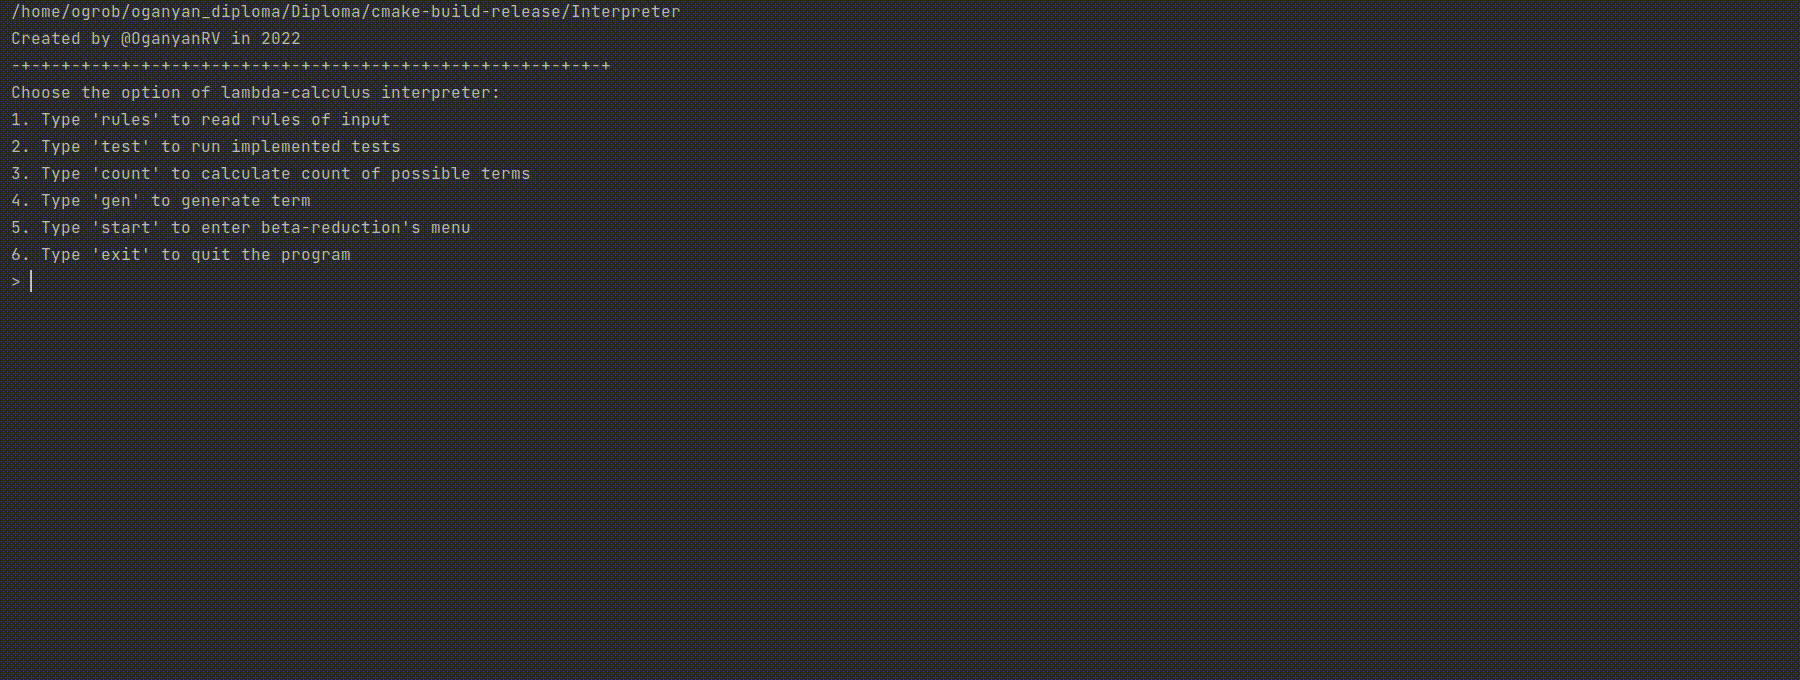 /home/ogrob/oganyan_diploma/Diploma/cmake-build-release/Interpreter
Created by @OganyanRV in 2022
-+-+-+-+-+-+-+-+-+-+-+-+-+-+-+-+-+-+-+-+-+-+-+-+-+-+-+-+-+-+
Choose the option of lambda-calculus interpreter:
1. Type 'rules' to read rules of input
2. Type 'test' to run implemented tests
3. Type 'count' to calculate count of possible terms
4. Type 'gen' to generate term
5. Type 'start' to enter beta-reduction's menu
6. Type 'exit' to quit the program
>